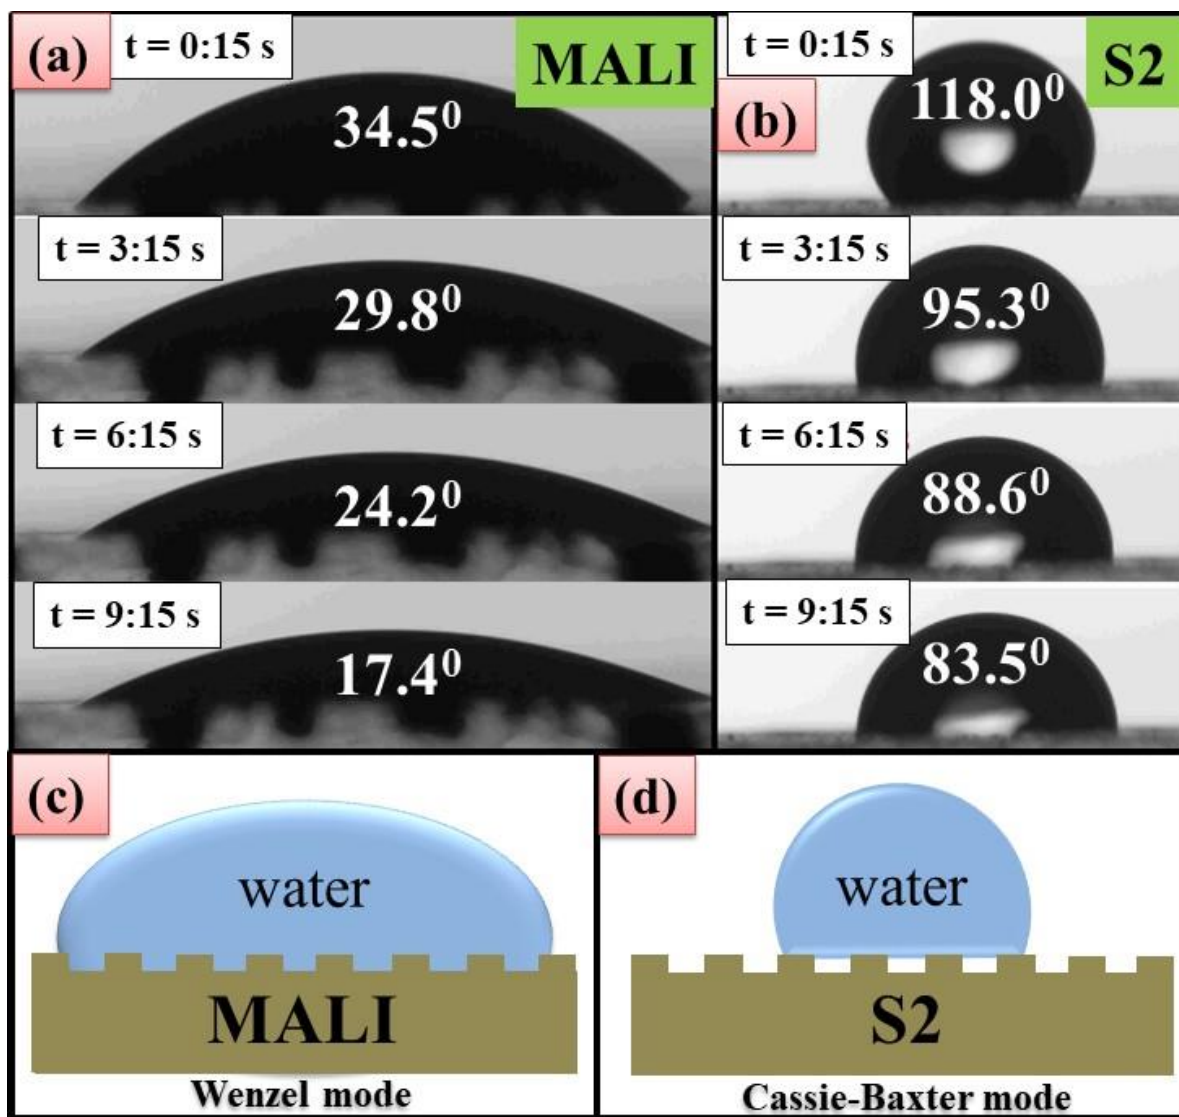 (a)
t = 0:15 s
MALI
34.5⁰
t = 3:15 s
29.8⁰
t = 6:15 s
24.2⁰
t = 9:15 s
17.4⁰
t = 0:15 s
S2
(b)
118.0⁰
t = 3:15 s
95.3⁰
t = 6:15 s
88.6⁰
t = 9:15 s
83.5⁰
(c)
water
MALI
Wenzel mode
(d)
water
S2
Cassie-Baxter mode